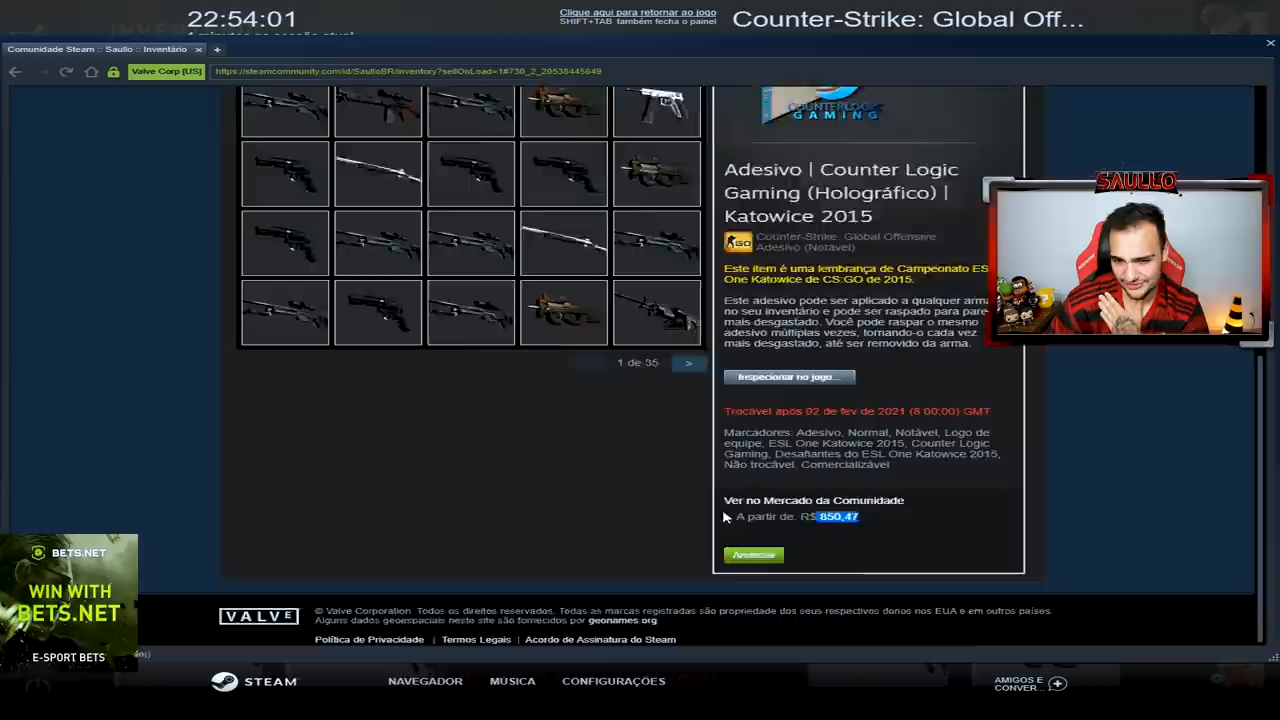 22:54:01
Clique aqui para retornar ao jogo
SHIFT+TAB também fecha o painel
Counter-Strike: Global Off...
Comunidade Steam :: Saullo :: Inventário
Valve Corp [US]
https://steamcommunity.com/id/SaulloBR/inventory?sellOnLoad=1#730_2_20538445649
COUNTERLOGIC
GAMING
Adesivo | Counter Logic
Gaming (Holográfico) |
Katowice 2015
GO
Counter-Strike: Global Offensive
Adesivo (Notável)
Este item é uma lembrança de Campeonato ES
One Katowice de CS:GO de 2015.
Este adesivo pode ser aplicado a qualquer arma
no seu inventário e pode ser raspado para pare
mais desgastado. Você pode raspar o mesmo
adesivo múltiplas vezes, tornando-o cada vez
mais desgastado, até ser removido da arma.
SAULLO
1 de 35 >
Inspecionar no jogo...
Trocável após 02 de fev de 2021 (8:00:00) GMT
Marcadores: Adesivo, Normal, Notável, Logo de
equipe, ESL One Katowice 2015, Counter Logic
Gaming, Desafiantes do ESL One Katowice 2015,
Não trocável, Comercializável
Ver no Mercado da Comunidade
A partir de: R$ 850,47
BETS.NET
WIN WITH
BETS.NET
E-SPORT BETS
VALVE
© Valve Corporation. Todos os direitos reservados. Todas as marcas registradas são propriedade dos seus respectivos donos nos EUA e em outros países.
Alguns dados geoespaciais neste site são fornecidos por geonames.org
Política de Privacidade | Termos Legais | Acordo de Assinatura do Steam
STEAM
NAVEGADOR
MÚSICA
CONFIGURAÇÕES
AMIGOS E
CONVER...